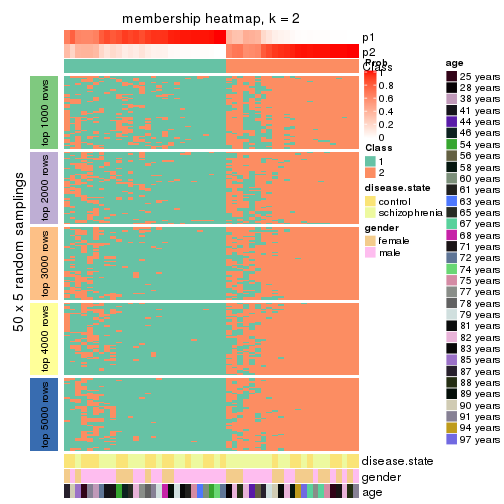 membership heatmap, k = 2
p1
p2
Class
50 x 5 random samplings
top 1000 rows
top 2000 rows
top 3000 rows
top 4000 rows
top 5000 rows
disease.state
gender
age
Prob
1
0.8
0.6
0.4
0.2
0
Class
1
2
disease.state
control
schizophrenia
gender
female
male
age
25 years
28 years
38 years
41 years
44 years
46 years
54 years
56 years
58 years
60 years
61 years
63 years
65 years
67 years
68 years
71 years
72 years
74 years
75 years
77 years
78 years
79 years
81 years
82 years
83 years
85 years
87 years
88 years
89 years
90 years
91 years
94 years
97 years